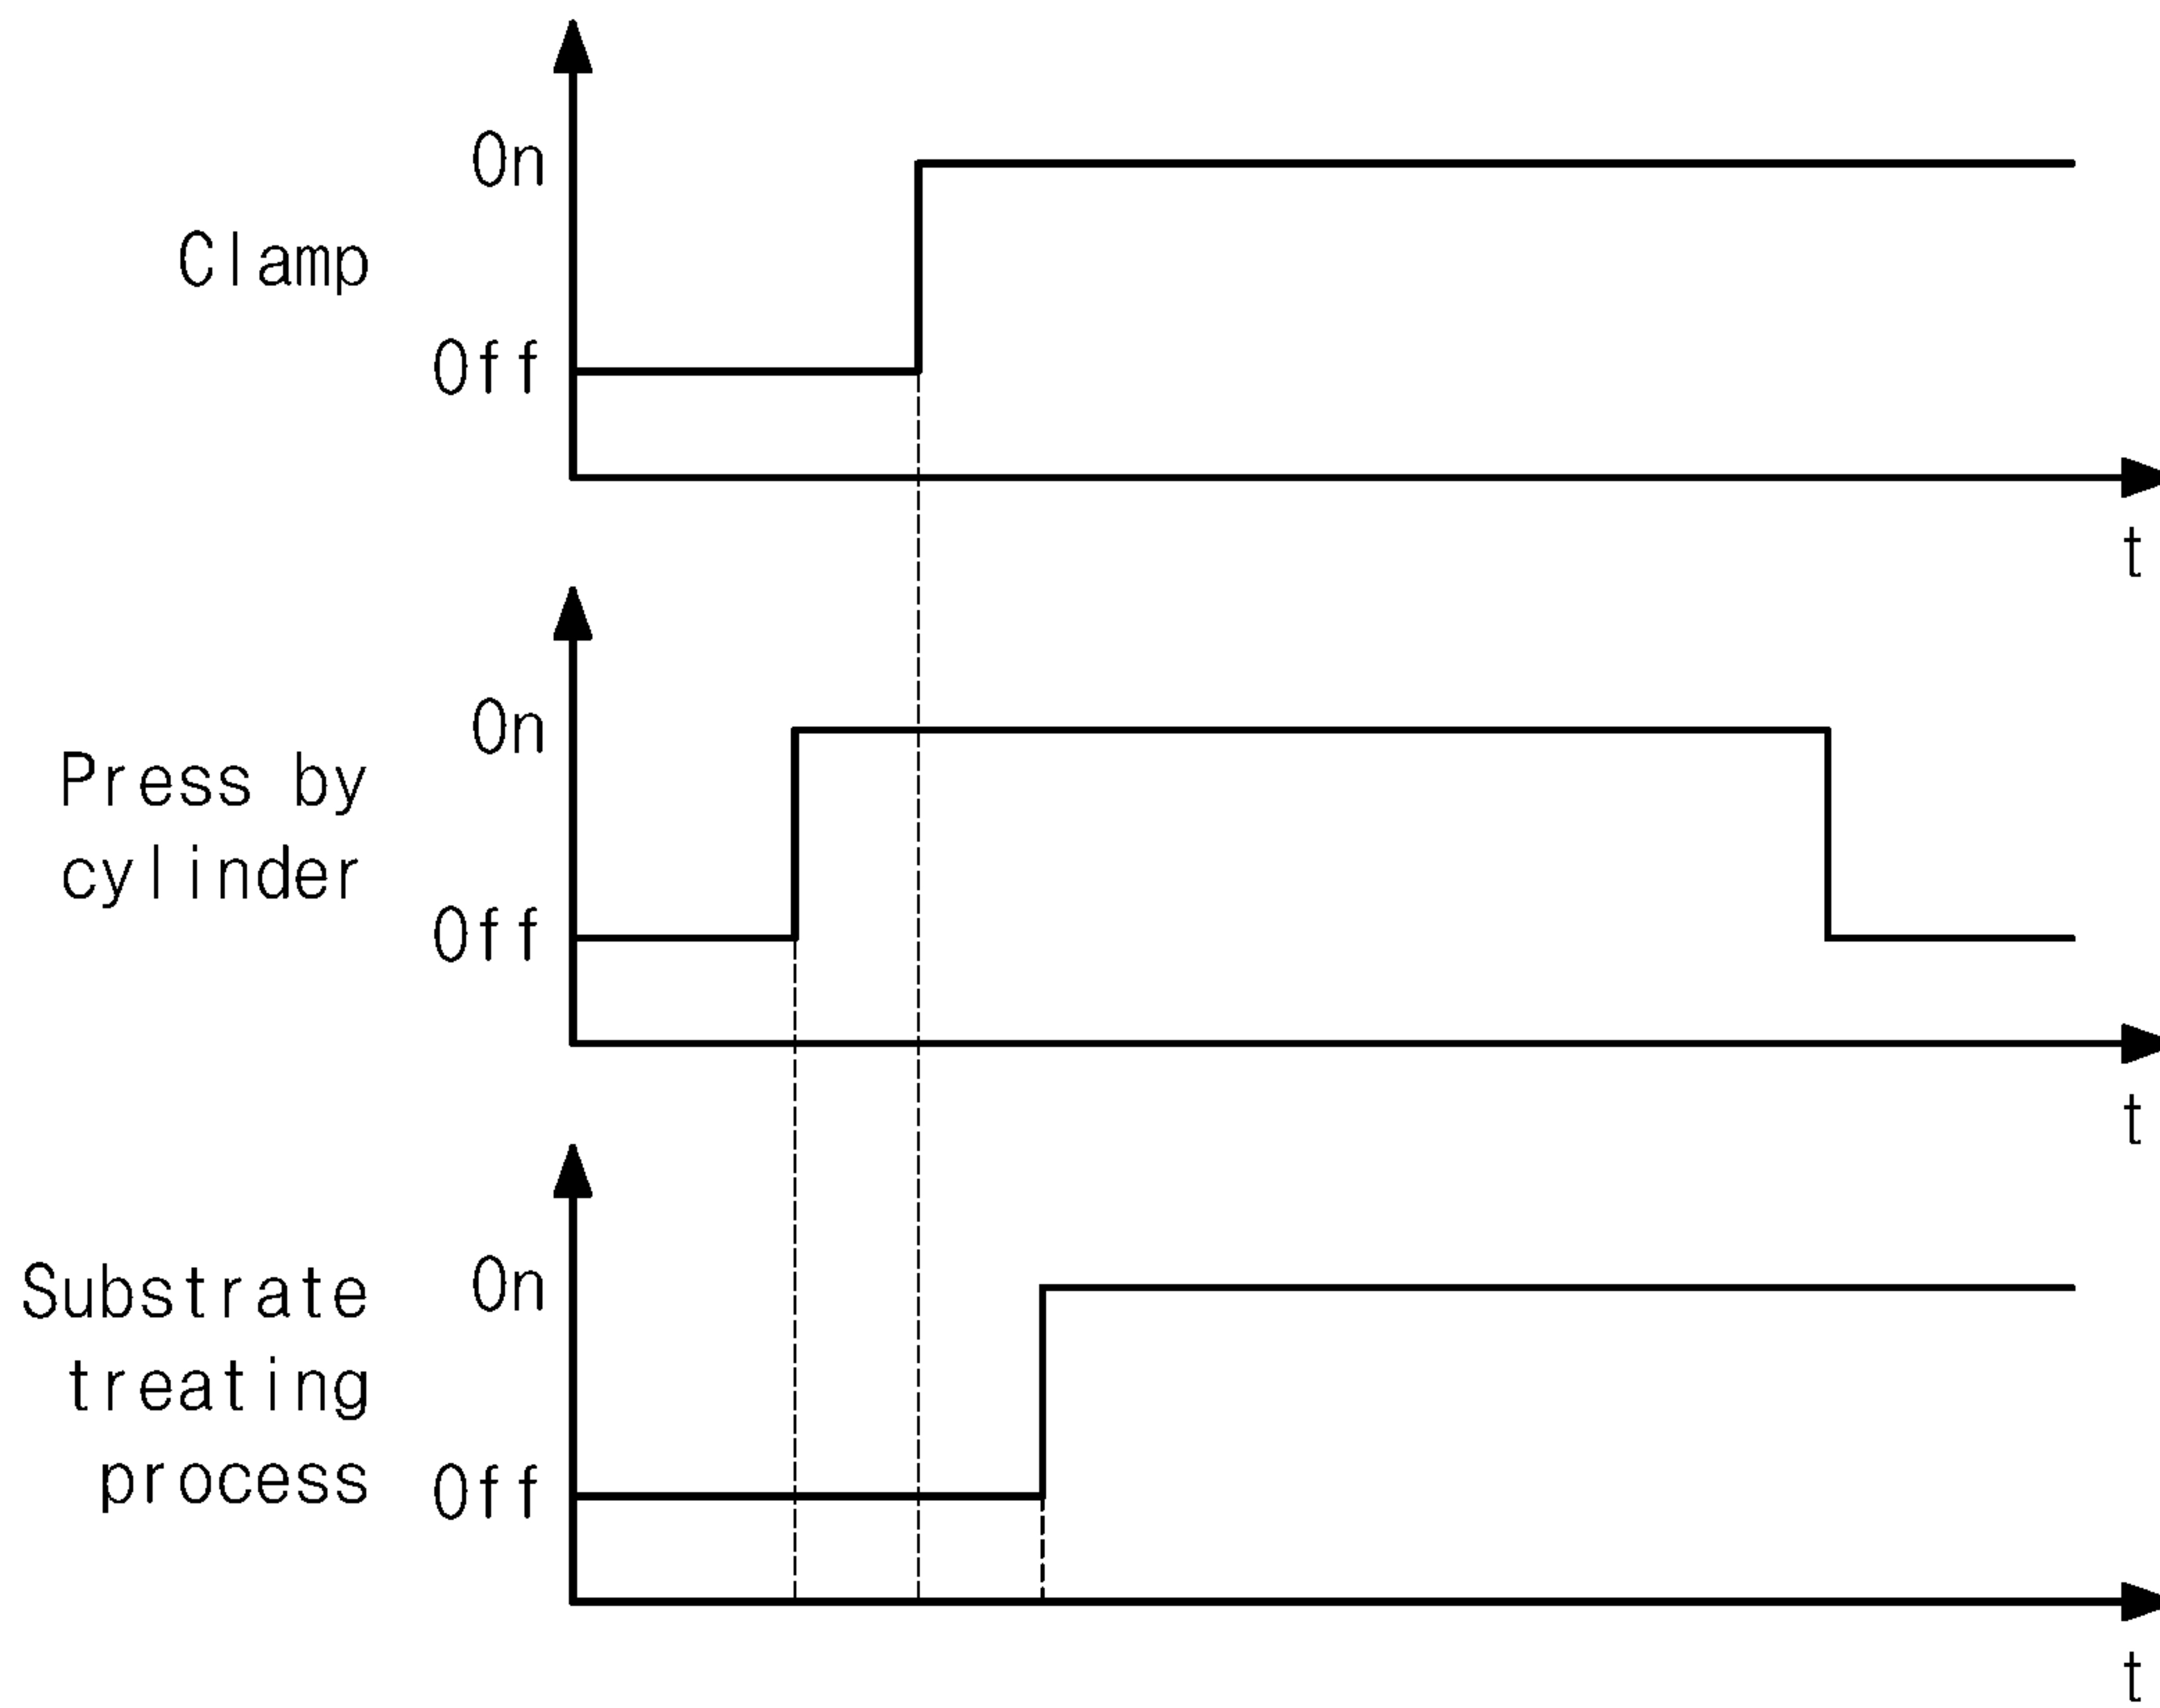 On
Clamp
Off
t
On
Press by
cylinder
Off
t
On
Substrate
treating
process
Off
t